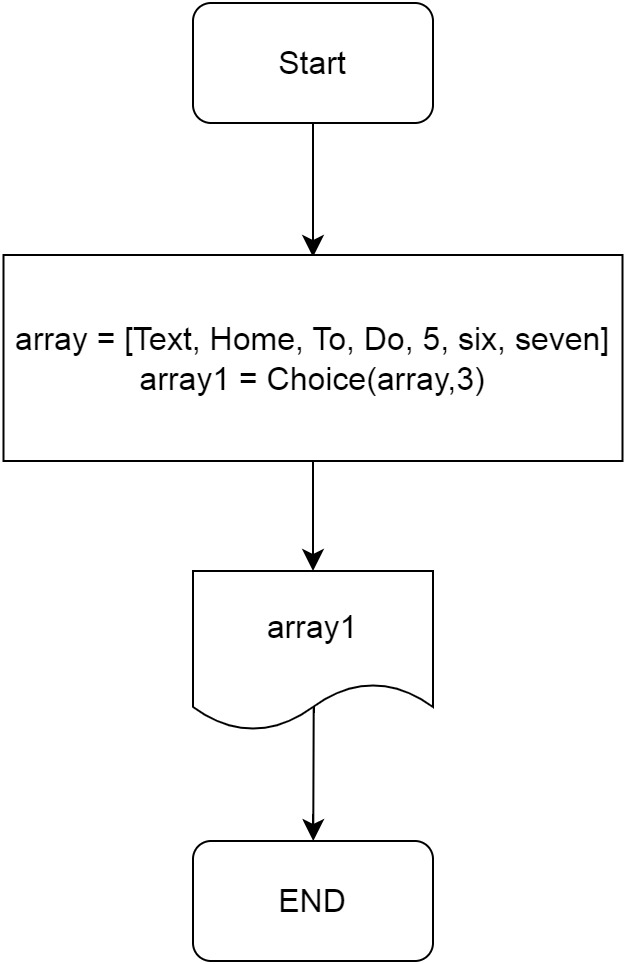 Start
array = [Text, Home, To, Do, 5, six, seven]
array1 = Choice(array,3)
array1
END